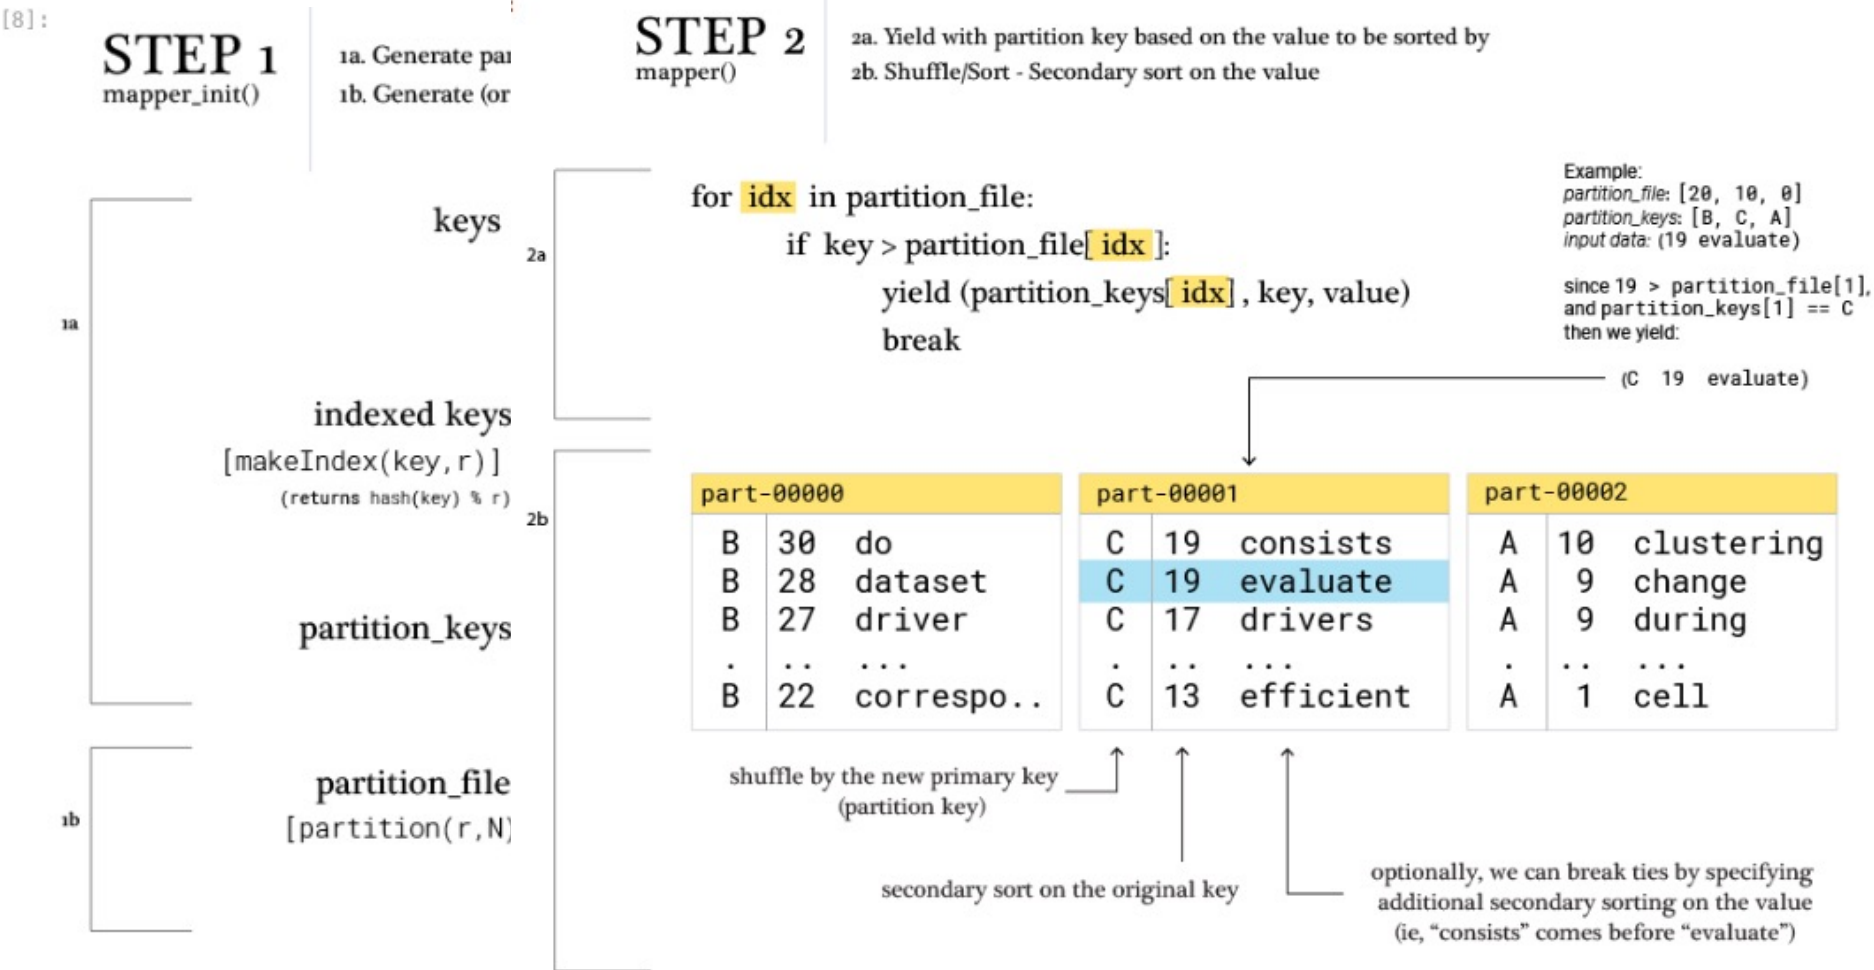 [8]:
STEP 1
mapper_init()
1a. Generate par
1b. Generate (or
1a
keys
indexed keys
[makeIndex(key,r)]
(returns hash(key) % r)
partition_keys
1b
partition_file
[partition(r,N)
STEP 2
mapper()
2a. Yield with partition key based on the value to be sorted by
2b. Shuffle/Sort - Secondary sort on the value
2a
for idx in partition_file:
if key > partition_file[ idx ]:
yield (partition_keys[ idx] , key, value)
break
Example:
partition_file: [20, 10, 0]
partition_keys: [B, C, A]
input data: (19 evaluate)
since 19 > partition_file[1],
and partition_keys[1] == C
then we yield:
(C 19 evaluate)
2b
part-00000
B 30 do
B 28 dataset
B 27 driver
. .. ...
B 22 correspo..
part-00001
C 19 consists
C 19 evaluate
C 17 drivers
. .. ...
C 13 efficient
part-00002
A 10 clustering
A 9 change
A 9 during
. .. ...
A 1 cell
shuffle by the new primary key
(partition key)
secondary sort on the original key
optionally, we can break ties by specifying
additional secondary sorting on the value
(ie, “consists” comes before “evaluate”)